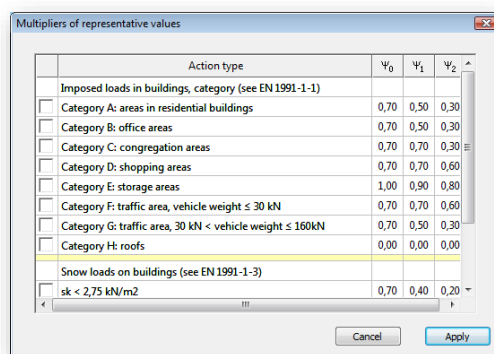 Multipliers of representative values
Action type Ψ0 Ψ1 Ψ2
Imposed loads in buildings, category (see EN 1991-1-1)
Category A: areas in residential buildings 0,70 0,50 0,30
Category B: office areas 0,70 0,50 0,30
Category C: congregation areas 0,70 0,70 0,30
Category D: shopping areas 0,70 0,70 0,60
Category E: storage areas 1,00 0,90 0,80
Category F: traffic area, vehicle weight ≤ 30 kN 0,70 0,70 0,60
Category G: traffic area, 30 kN < vehicle weight ≤ 160kN 0,70 0,50 0,30
Category H: roofs 0,00 0,00 0,00
Snow loads on buildings (see EN 1991-1-3)
sk < 2,75 kN/m2 0,70 0,40 0,20
Cancel Apply